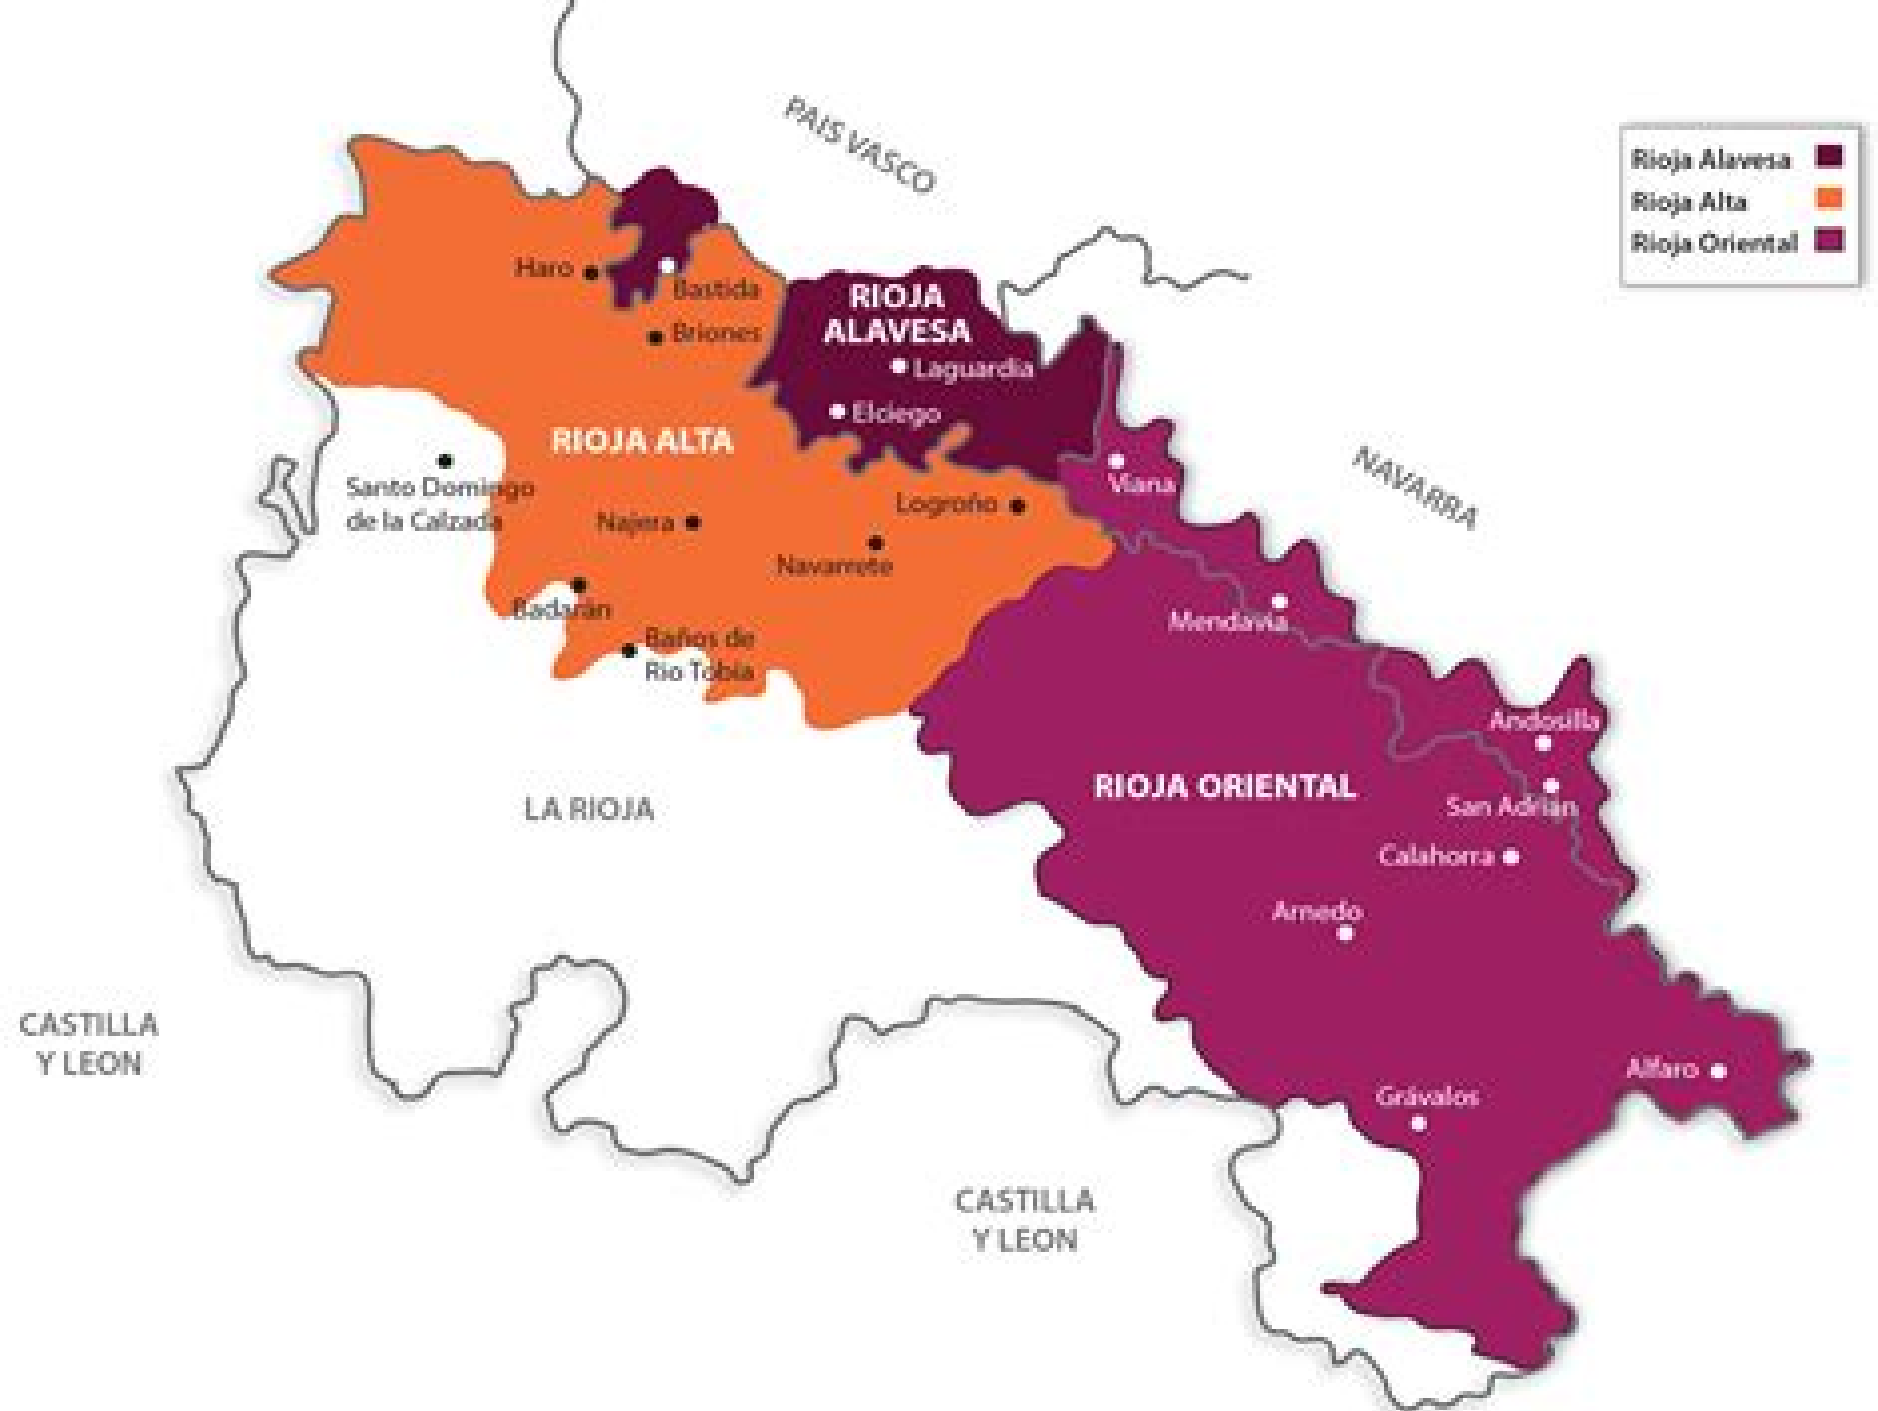 PAIS VASCO
Rioja Alavesa
Rioja Alta
Rioja Oriental
Haro
Bastida
Briones
RIOJA
ALAVESA
Laguardia
Elciego
RIOJA ALTA
Santo Domingo
de la Calzada
Najera
Logroño
Navarrete
Viana
NAVARRA
Badarán
Baños de
Rio Tobia
Mendavia
Andosilla
RIOJA ORIENTAL
San Adrian
LA RIOJA
Calahorra
Arnedo
CASTILLA
Y LEON
Alfaro
Grávalos
CASTILLA
Y LEON